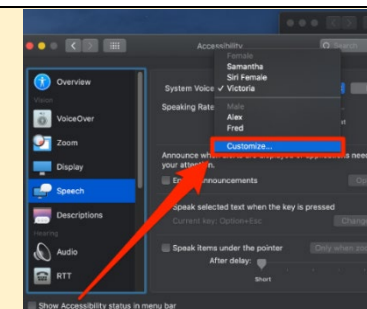 Accessibility
Search
Female
Samantha
Siri Female
System Voice ✓ Victoria
Speaking Rate
Male
Alex
Fred
Customize...
Announce when
your attention.
Announcements
Speak selected text when the key is pressed
Current key: Option+Esc
Change
Speak items under the pointer
Only when zoo
After delay:
Short
Overview
Vision
VoiceOver
Zoom
Display
Speech
Descriptions
Hearing
Audio
RTT
Show Accessibility status in menu bar